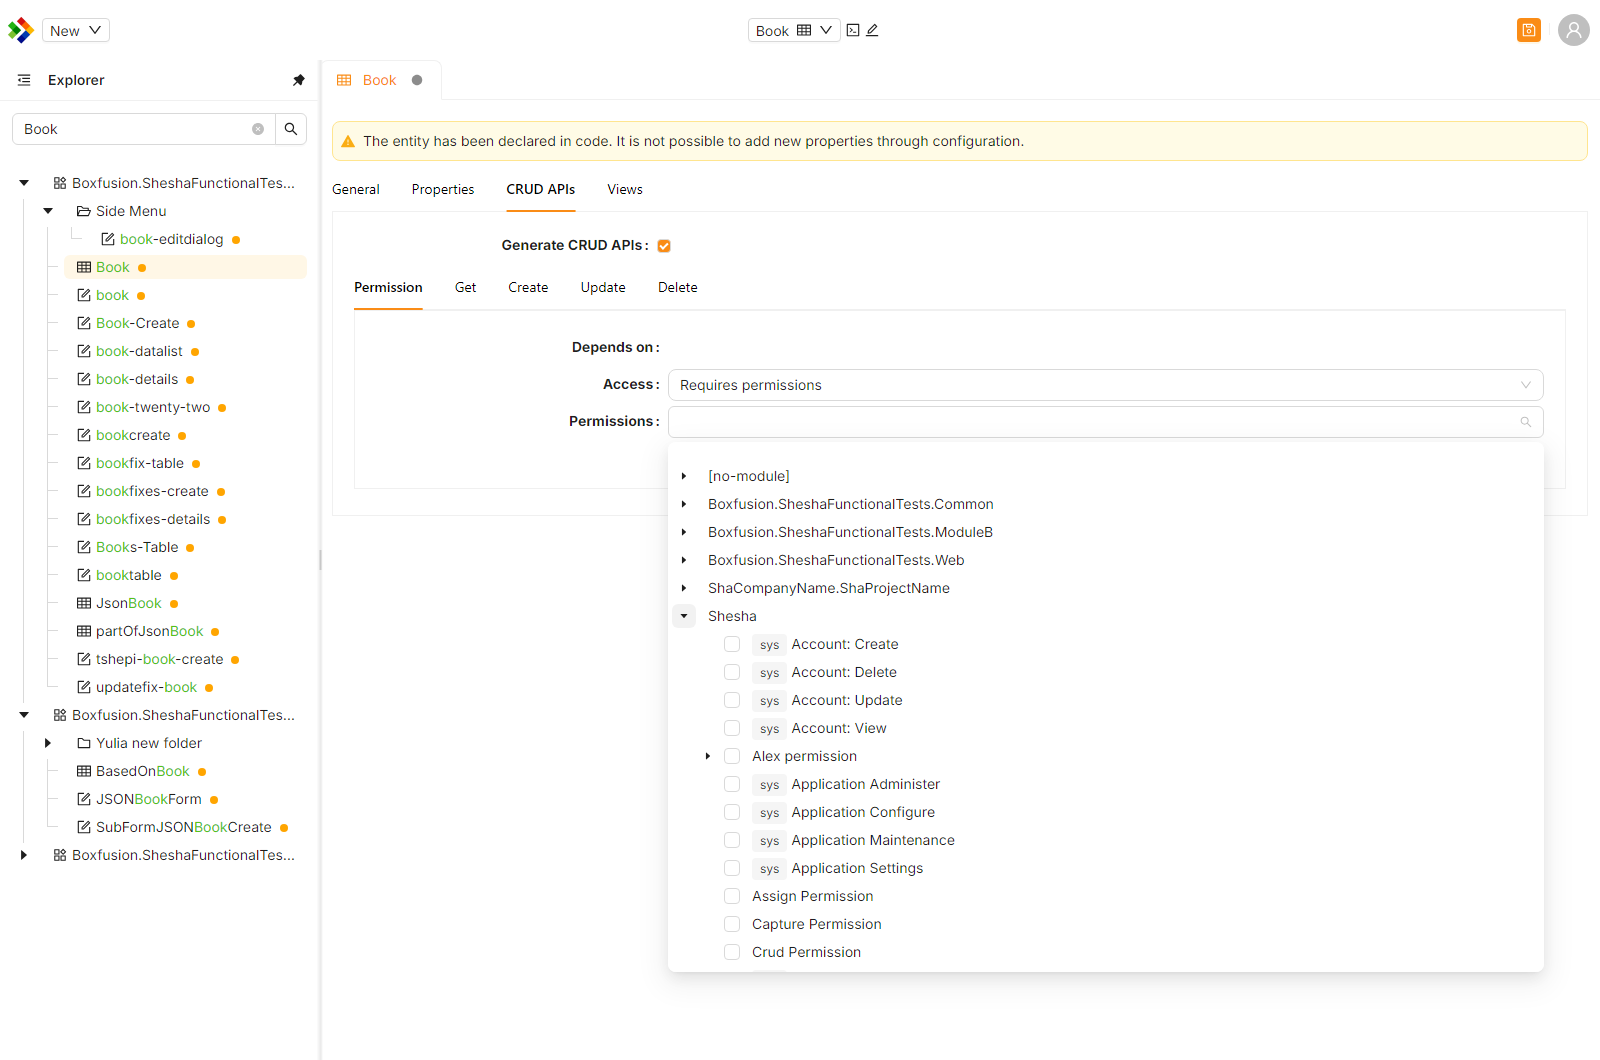 New
Book
Explorer
Book
Book
The entity has been declared in code. It is not possible to add new properties through configuration.
General Properties CRUD APIs Views
Generate CRUD APIs :
Permission Get Create Update Delete
Depends on :
Access : Requires permissions
Permissions :
[no-module]
Boxfusion.SheshaFunctionalTests.Common
Boxfusion.SheshaFunctionalTests.ModuleB
Boxfusion.SheshaFunctionalTests.Web
ShaCompanyName.ShaProjectName
Shesha
sys Account: Create
sys Account: Delete
sys Account: Update
sys Account: View
Alex permission
sys Application Administer
sys Application Configure
sys Application Maintenance
sys Application Settings
Assign Permission
Capture Permission
Crud Permission
Boxfusion.SheshaFunctionalTes...
Side Menu
book-editdialog
Book
book
Book-Create
book-datalist
book-details
book-twenty-two
bookcreate
bookfix-table
bookfixes-create
bookfixes-details
Books-Table
booktable
JsonBook
partOfJsonBook
tshepi-book-create
updatefix-book
Boxfusion.SheshaFunctionalTes...
Yulia new folder
BasedOnBook
JSONBookForm
SubFormJSONBookCreate
Boxfusion.SheshaFunctionalTes...